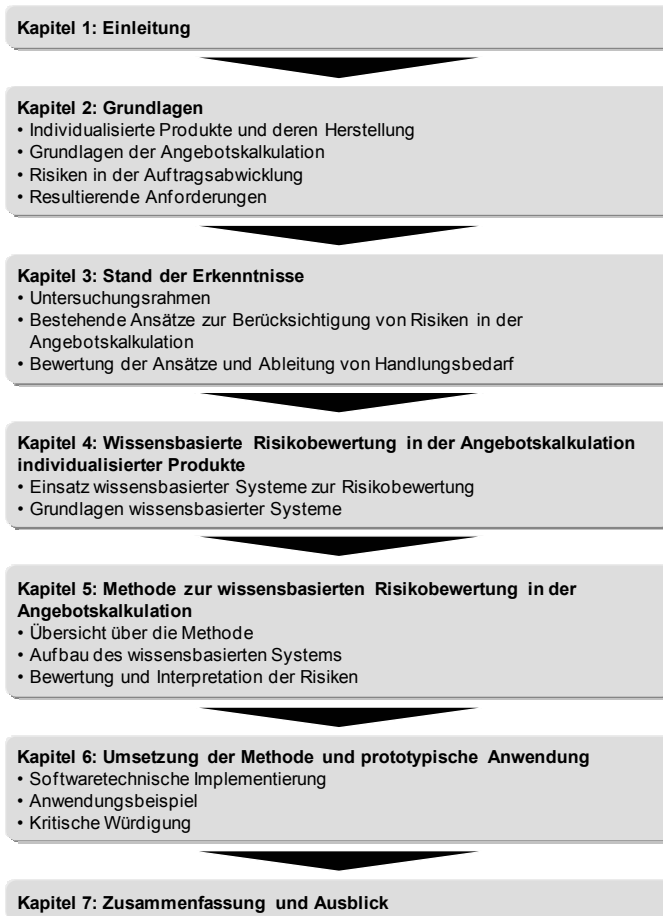 Kapitel 1: Einleitung
Kapitel 2: Grundlagen
• Individualisierte Produkte und deren Herstellung
• Grundlagen der Angebotskalkulation
• Risiken in der Auftragsabwicklung
• Resultierende Anforderungen
Kapitel 3: Stand der Erkenntnisse
• Untersuchungsrahmen
• Bestehende Ansätze zur Berücksichtigung von Risiken in der
Angebotskalkulation
• Bewertung der Ansätze und Ableitung von Handlungsbedarf
Kapitel 4: Wissensbasierte Risikobewertung in der Angebotskalkulation
individualisierter Produkte
• Einsatz wissensbasierter Systeme zur Risikobewertung
• Grundlagen wissensbasierter Systeme
Kapitel 5: Methode zur wissensbasierten Risikobewertung in der
Angebotskalkulation
• Übersicht über die Methode
• Aufbau des wissensbasierten Systems
• Bewertung und Interpretation der Risiken
Kapitel 6: Umsetzung der Methode und prototypische Anwendung
• Softwaretechnische Implementierung
• Anwendungsbeispiel
• Kritische Würdigung
Kapitel 7: Zusammenfassung und Ausblick